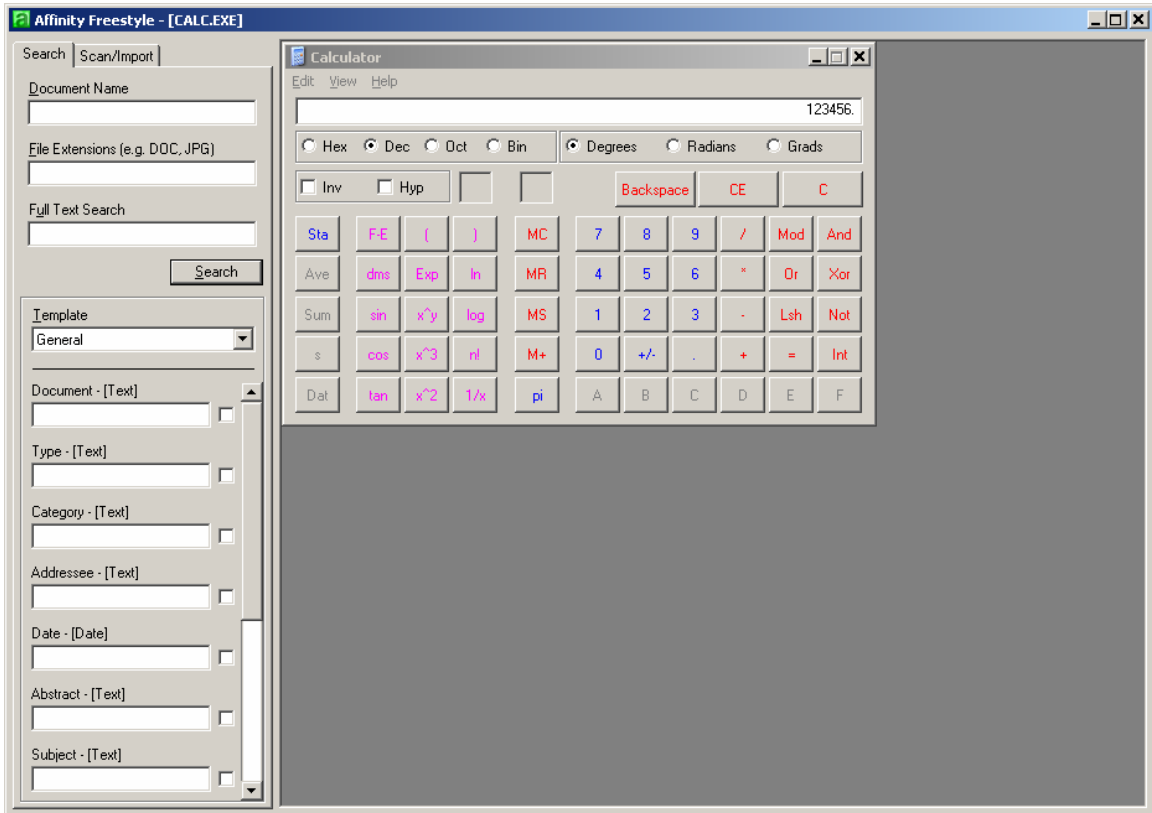 Affinity Freestyle - [CALC.EXE]
Search Scan/Import
Document Name
File Extensions (e.g. DOC, JPG)
Full Text Search
Search
Template
General
Document - [Text]
Type - [Text]
Category - [Text]
Addressee - [Text]
Date - [Date]
Abstract - [Text]
Subject - [Text]
Calculator
Edit View Help
123456.
Hex Dec Oct Bin Degrees Radians Grads
Inv Hyp Backspace CE C
Sta F-E ( ) MC 7 8 9 / Mod And
Ave dms Exp ln MR 4 5 6 * Or Xor
Sum sin x^y log MS 1 2 3 - Lsh Not
s cos x^3 n! M+ 0 +/- . + = Int
Dat tan x^2 1/x pi A B C D E F